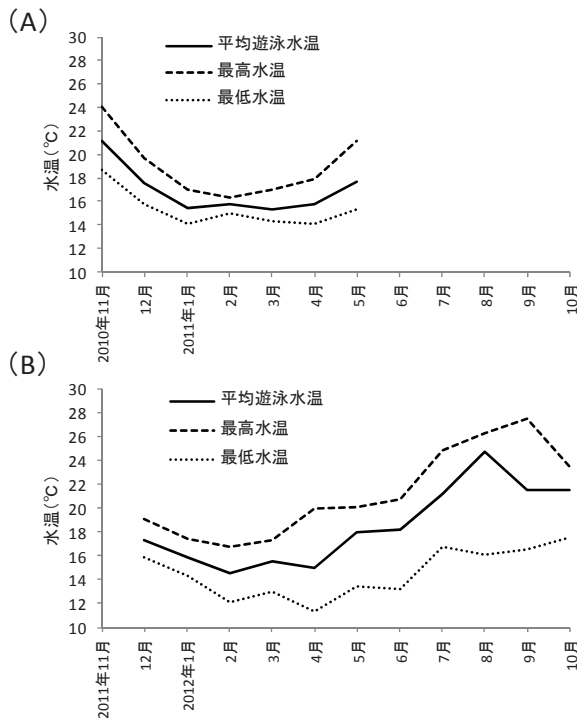 (A)
30
28
26
24
22
20
18
16
14
12
10
水温(℃)
平均遊泳水温
最高水温
最低水温
2010年11月
12月
2011年1月
2月
3月
4月
5月
6月
7月
8月
9月
10月
(B)
30
28
26
24
22
20
18
16
14
12
10
水温(℃)
平均遊泳水温
最高水温
最低水温
2011年11月
12月
2012年1月
2月
3月
4月
5月
6月
7月
8月
9月
10月